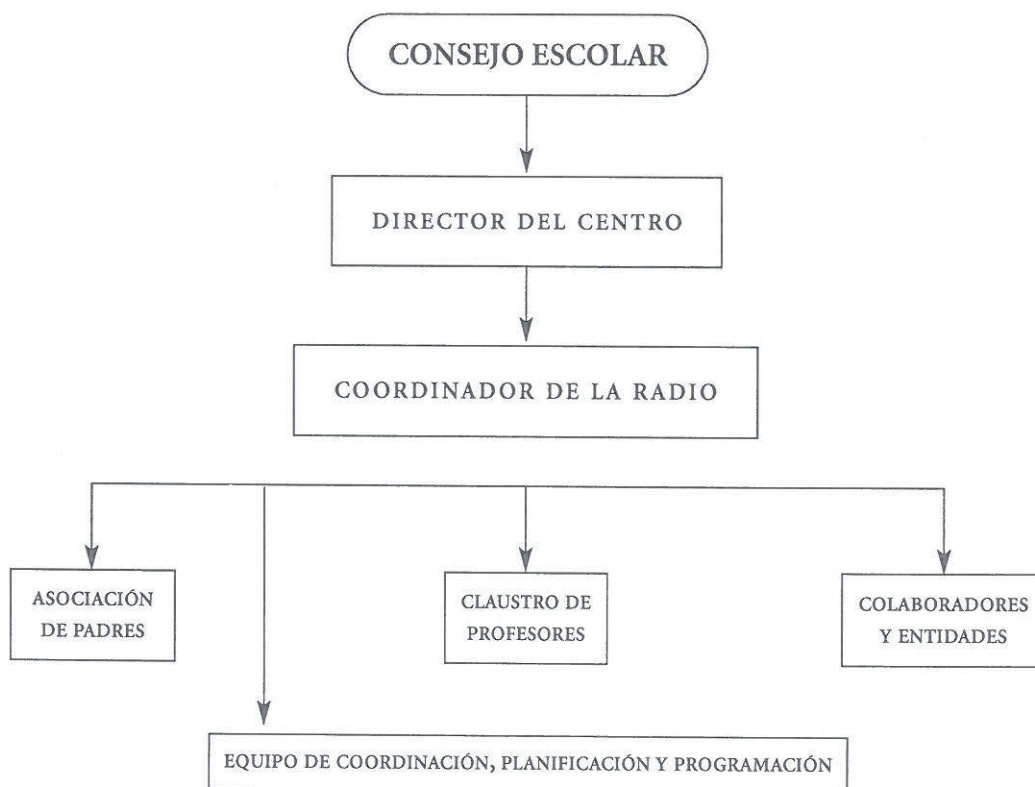 CONSEJO ESCOLAR
DIRECTOR DEL CENTRO
COORDINADOR DE LA RADIO
ASOCIACIÓN
DE PADRES
CLAUSTRO DE
PROFESORES
COLABORADORES
Y ENTIDADES
EQUIPO DE COORDINACIÓN, PLANIFICACIÓN Y PROGRAMACIÓN